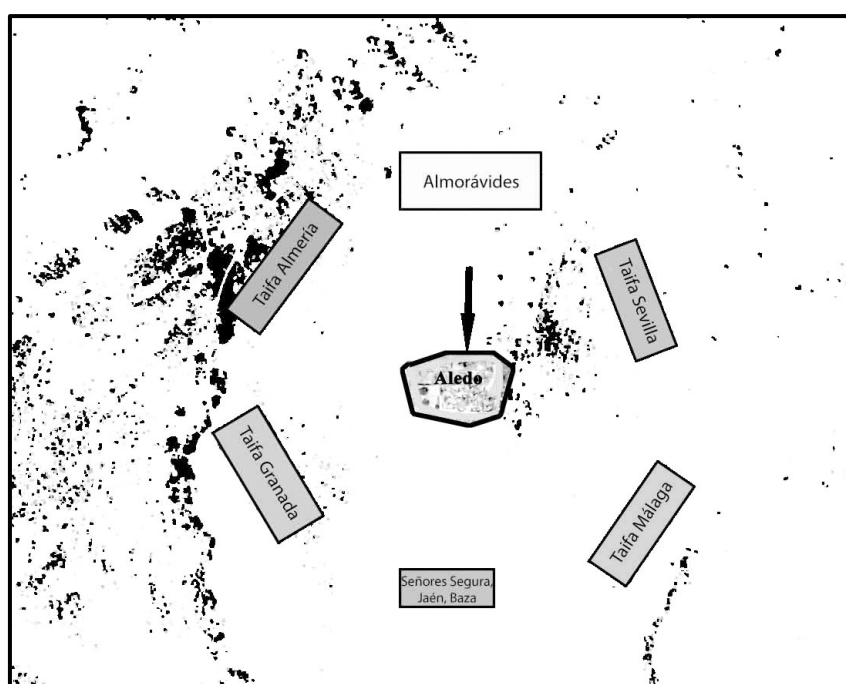 Almorávides
Taifa Almería
Taifa Sevilla
Aledo
Taifa Granada
Taifa Málaga
Señores Segura,
Jaén, Baza